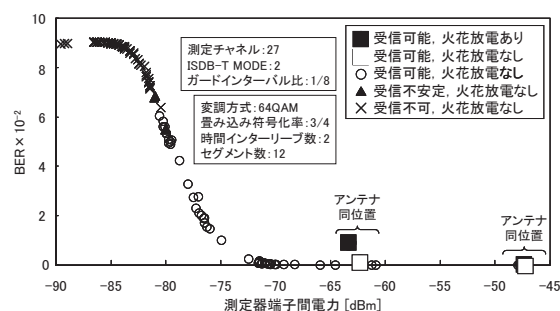 ■ 受信可能, 火花放電あり
□ 受信可能, 火花放電なし
○ 受信可能, 火花放電なし
▲ 受信不安定, 火花放電なし
× 受信不可, 火花放電なし
測定チャネル:27
ISDB-T MODE:2
ガードインターバル比:1/8
変調方式:64QAM
畳み込み符号化率:3/4
時間インターリーブ数:2
セグメント数:12
アンテナ
同位置
アンテナ
同位置
BER×10⁻²
10
8
6
4
2
0
-90 -85 -80 -75 -70 -65 -60 -55 -50 -45
測定器端子間電力 [dBm]